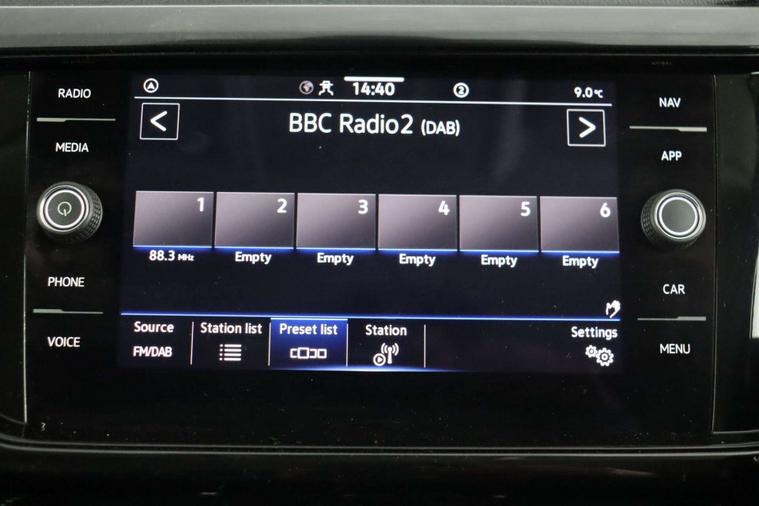 RADIO
MEDIA
PHONE
VOICE
14:40
2
9.0°C
<
BBC Radio2 (DAB)
>
1 2 3 4 5 6
88.3 MHz Empty Empty Empty Empty Empty
Source Station list Preset list Station Settings
FM/DAB
NAV
APP
CAR
MENU